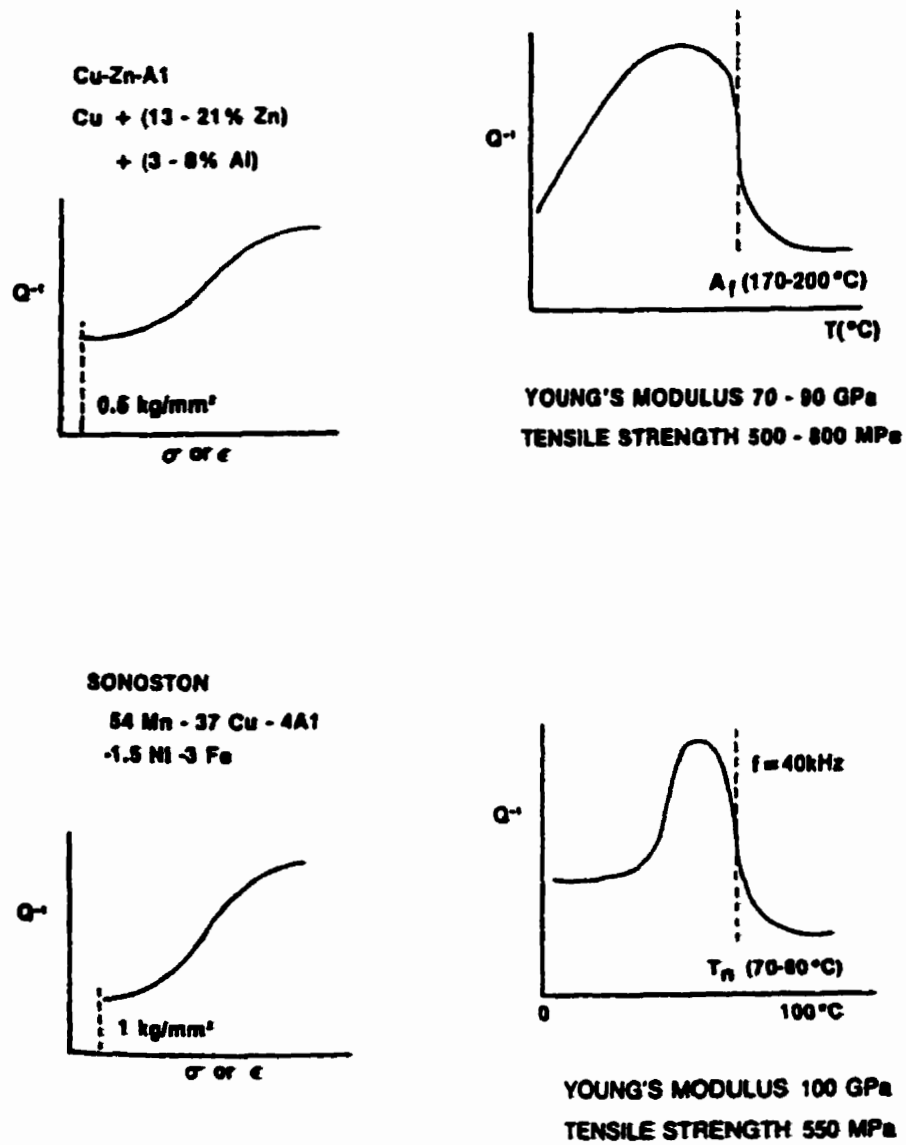 Cu-Zn-Al
Cu + (13 - 21% Zn)
+ (3 - 8% Al)
Q⁻¹
0.5 kg/mm²
σ or ϵ
Q⁻¹
A_f (170-200°C)
T(°C)
YOUNG'S MODULUS 70 - 90 GPa
TENSILE STRENGTH 500 - 800 MPa
SONOSTON
54 Mn - 37 Cu - 4Al
-1.5 Ni -3 Fe
Q⁻¹
1 kg/mm²
σ or ϵ
Q⁻¹
f = 40kHz
T_n (70-80°C)
0
100°C
YOUNG'S MODULUS 100 GPa
TENSILE STRENGTH 550 MPa